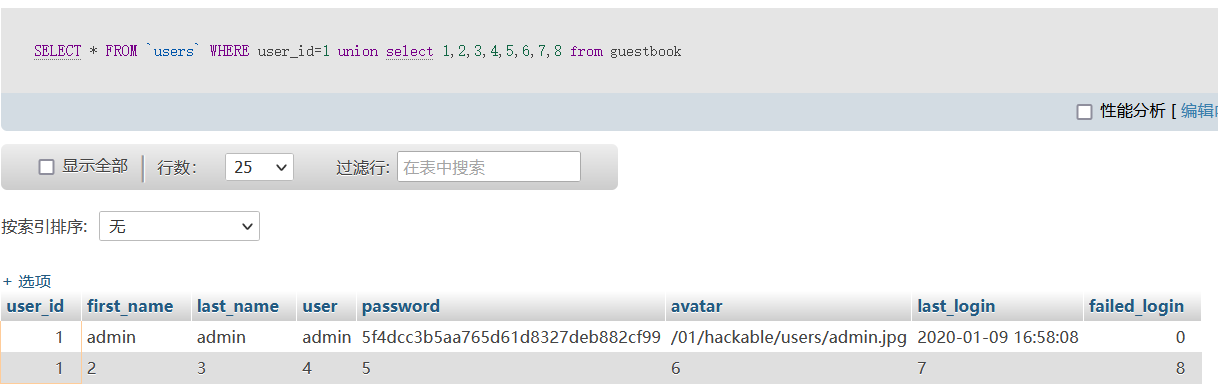 SELECT * FROM `users` WHERE user_id=1 union select 1,2,3,4,5,6,7,8 from guestbook
性能分析 [ 编辑
显示全部 行数： 25 过滤行: 在表中搜索
按索引排序: 无
+ 选项
user_id first_name last_name user password avatar last_login failed_login
1 admin admin admin 5f4dcc3b5aa765d61d8327deb882cf99 /01/hackable/users/admin.jpg 2020-01-09 16:58:08 0
1 2 3 4 5 6 7 8